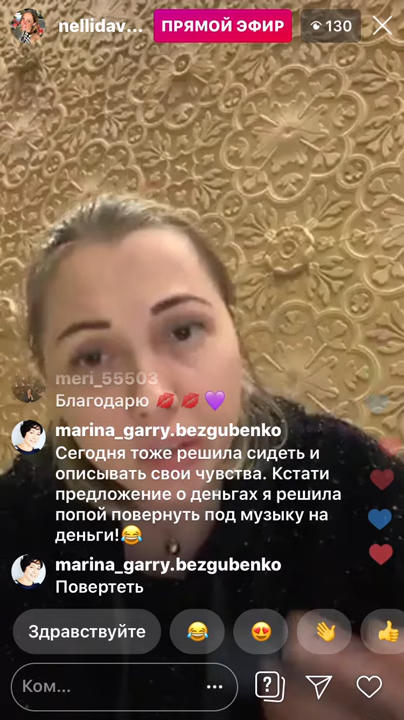 nellidav...
ПРЯМОЙ ЭФИР
130
meri_55503
Благодарю 💋 💋 💜
marina_garry.bezgubenko
Сегодня тоже решила сидеть и
описывать свои чувства. Кстати
предложение о деньгах я решила
попой повернуть под музыку на
деньги!😂
marina_garry.bezgubenko
Повертеть
Здравствуйте 😂 😍 👋 👍
Ком...